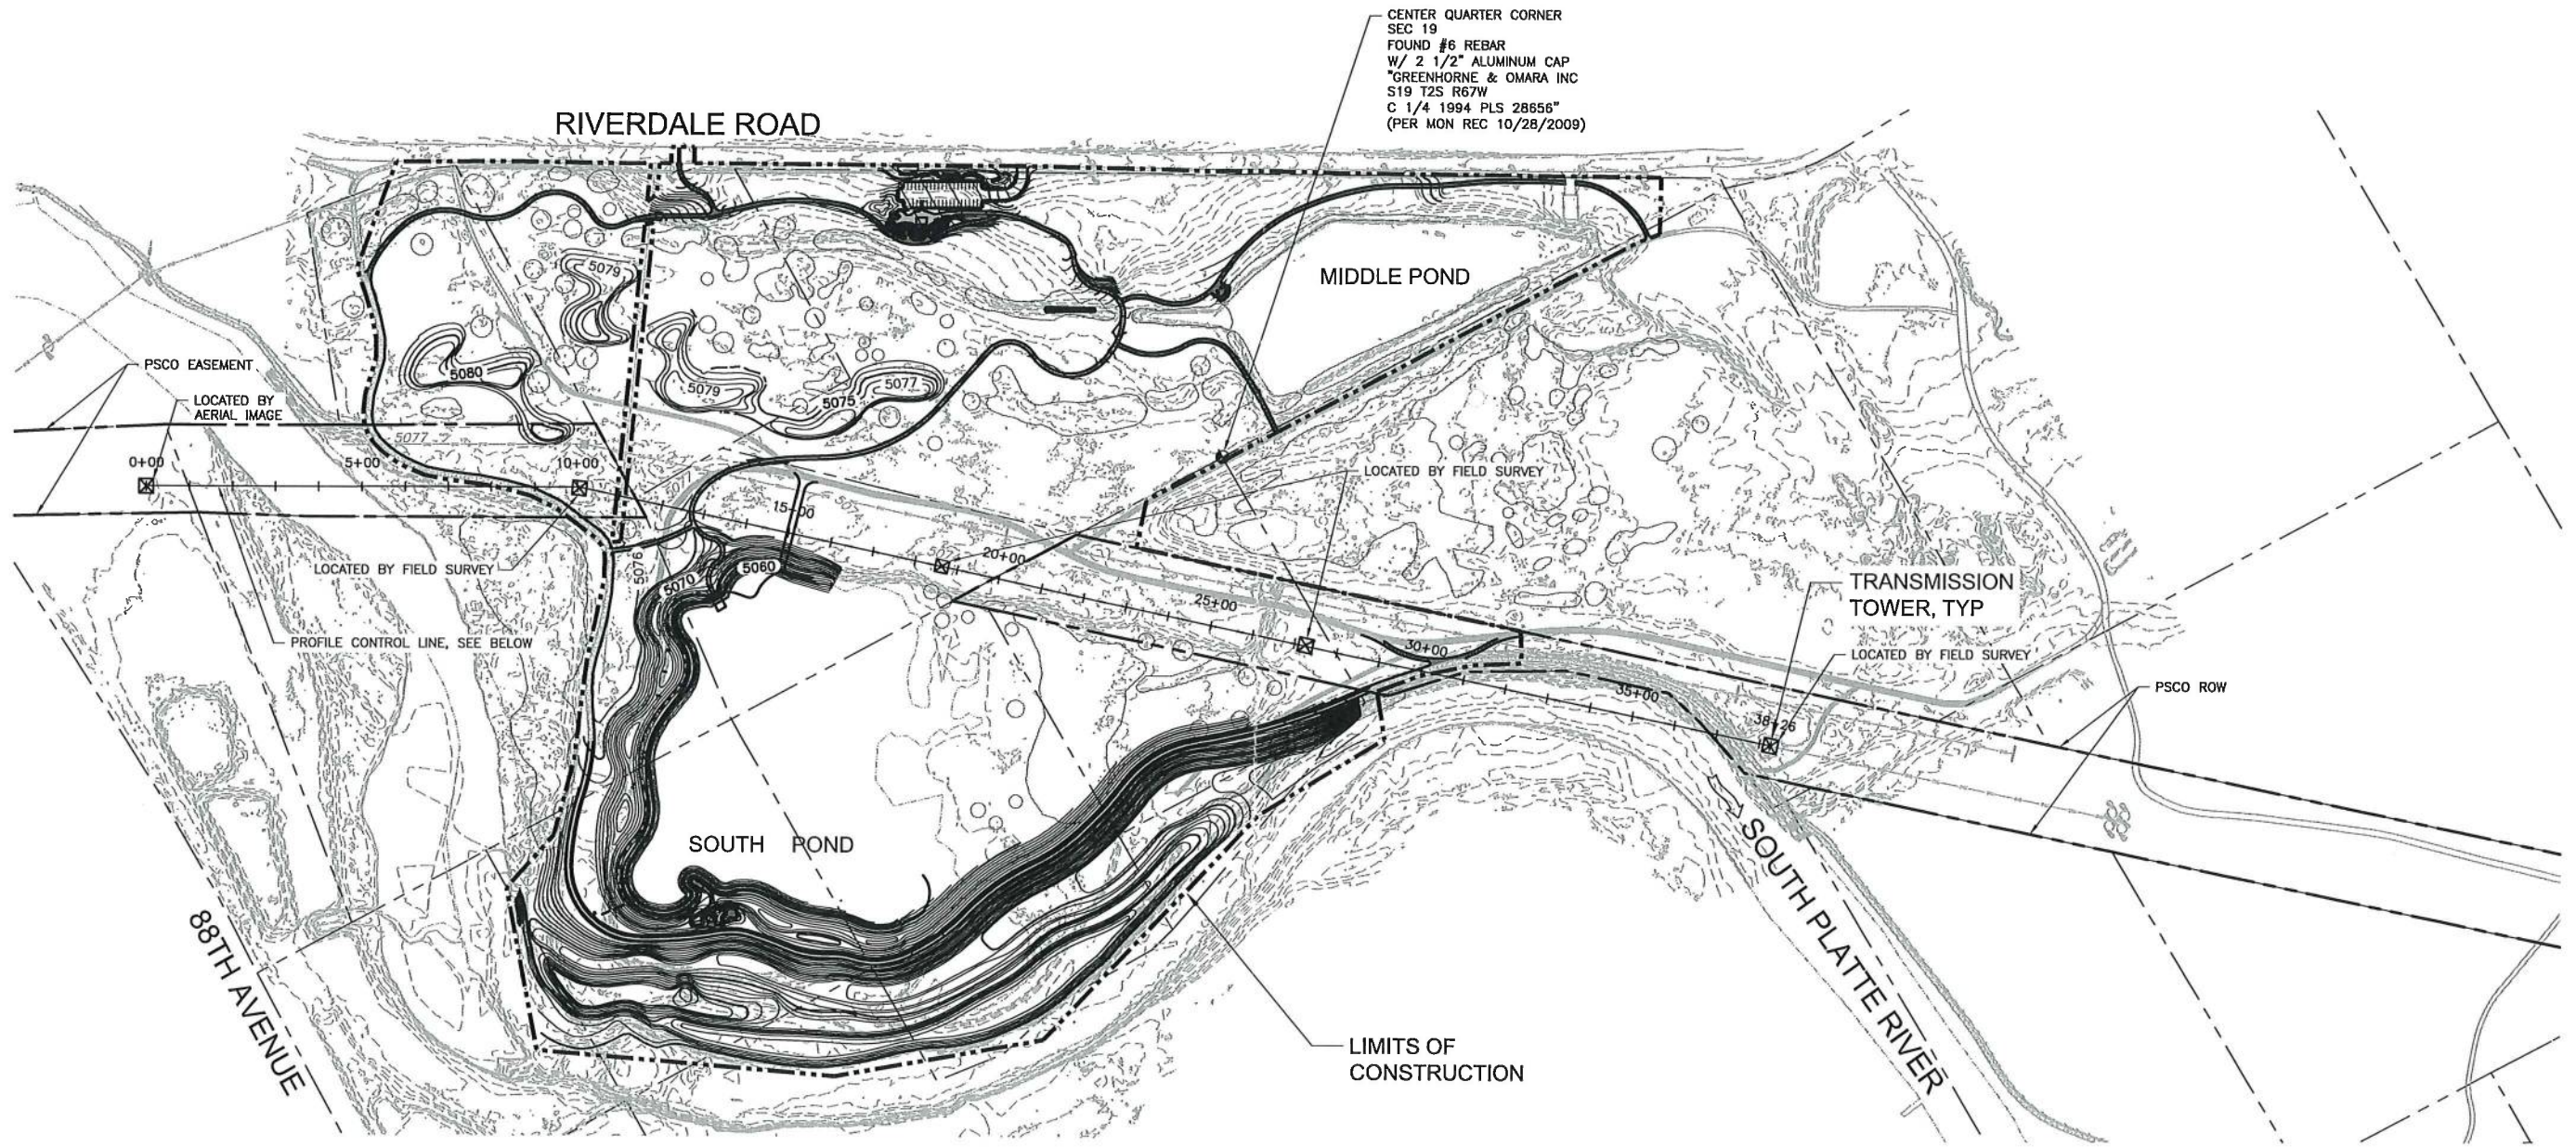 CENTER QUARTER CORNER
SEC 19
FOUND #6 REBAR
W/ 2 1/2" ALUMINUM CAP
"GREENHORNE & OMARA INC
S19 T2S R67W
C 1/4 1994 PLS 28656"
(PER MON REC 10/28/2009)
RIVERDALE ROAD
MIDDLE POND
5079
5080
5079
5077
5075
PSCO EASEMENT
LOCATED BY
AERIAL IMAGE
5077
0+00
5+00
10+00
LOCATED BY FIELD SURVEY
5077
15+00
LOCATED BY FIELD SURVEY
5076
5070
5060
20+00
25+00
TRANSMISSION
TOWER, TYP
PROFILE CONTROL LINE, SEE BELOW
30+00
LOCATED BY FIELD SURVEY
35+00
PSCO ROW
38+26
SOUTH POND
88TH AVENUE
SOUTH PLATTE RIVER
LIMITS OF
CONSTRUCTION